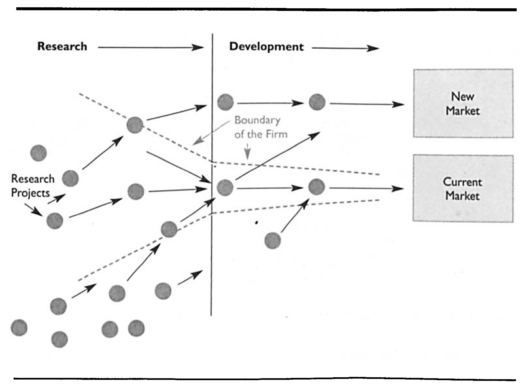 Research
Development
Boundary
of the Firm
New
Market
Research
Projects
Current
Market